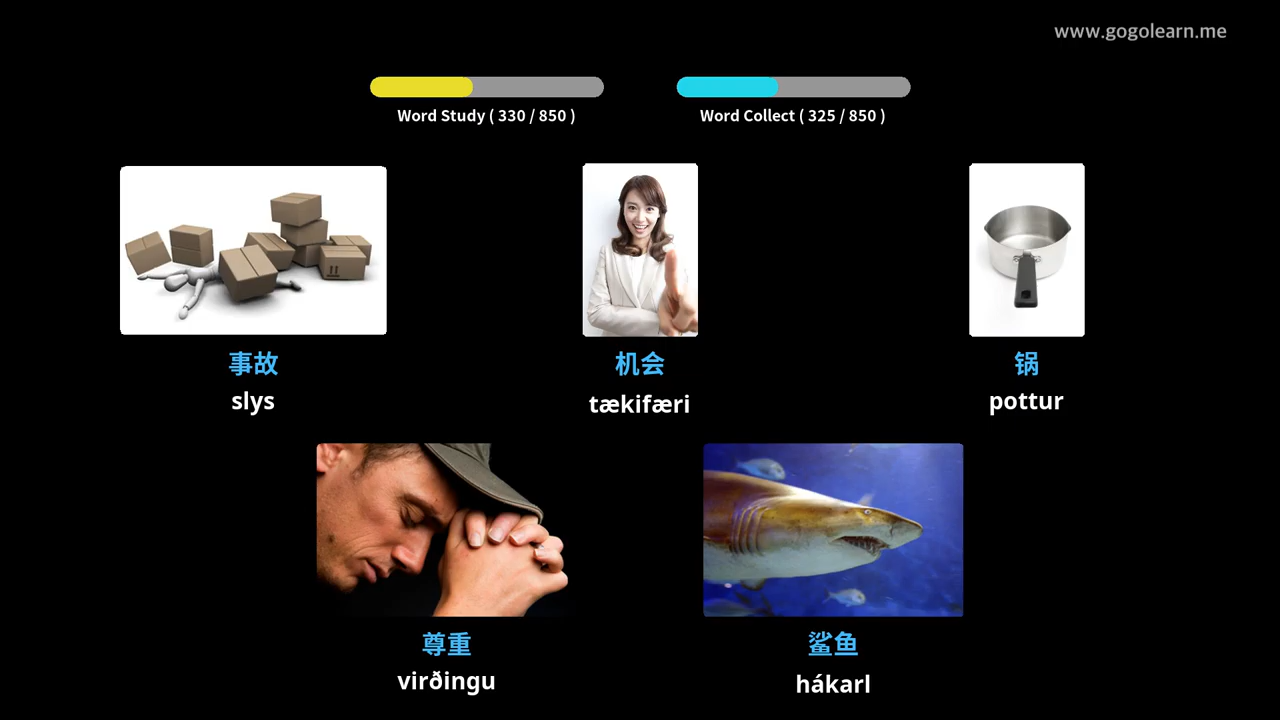 www.gogolearn.me
Word Study ( 330 / 850 )
Word Collect ( 325 / 850 )
事故
slys
机会
tækifæri
锅
pottur
尊重
virðingu
鲨鱼
hákarl